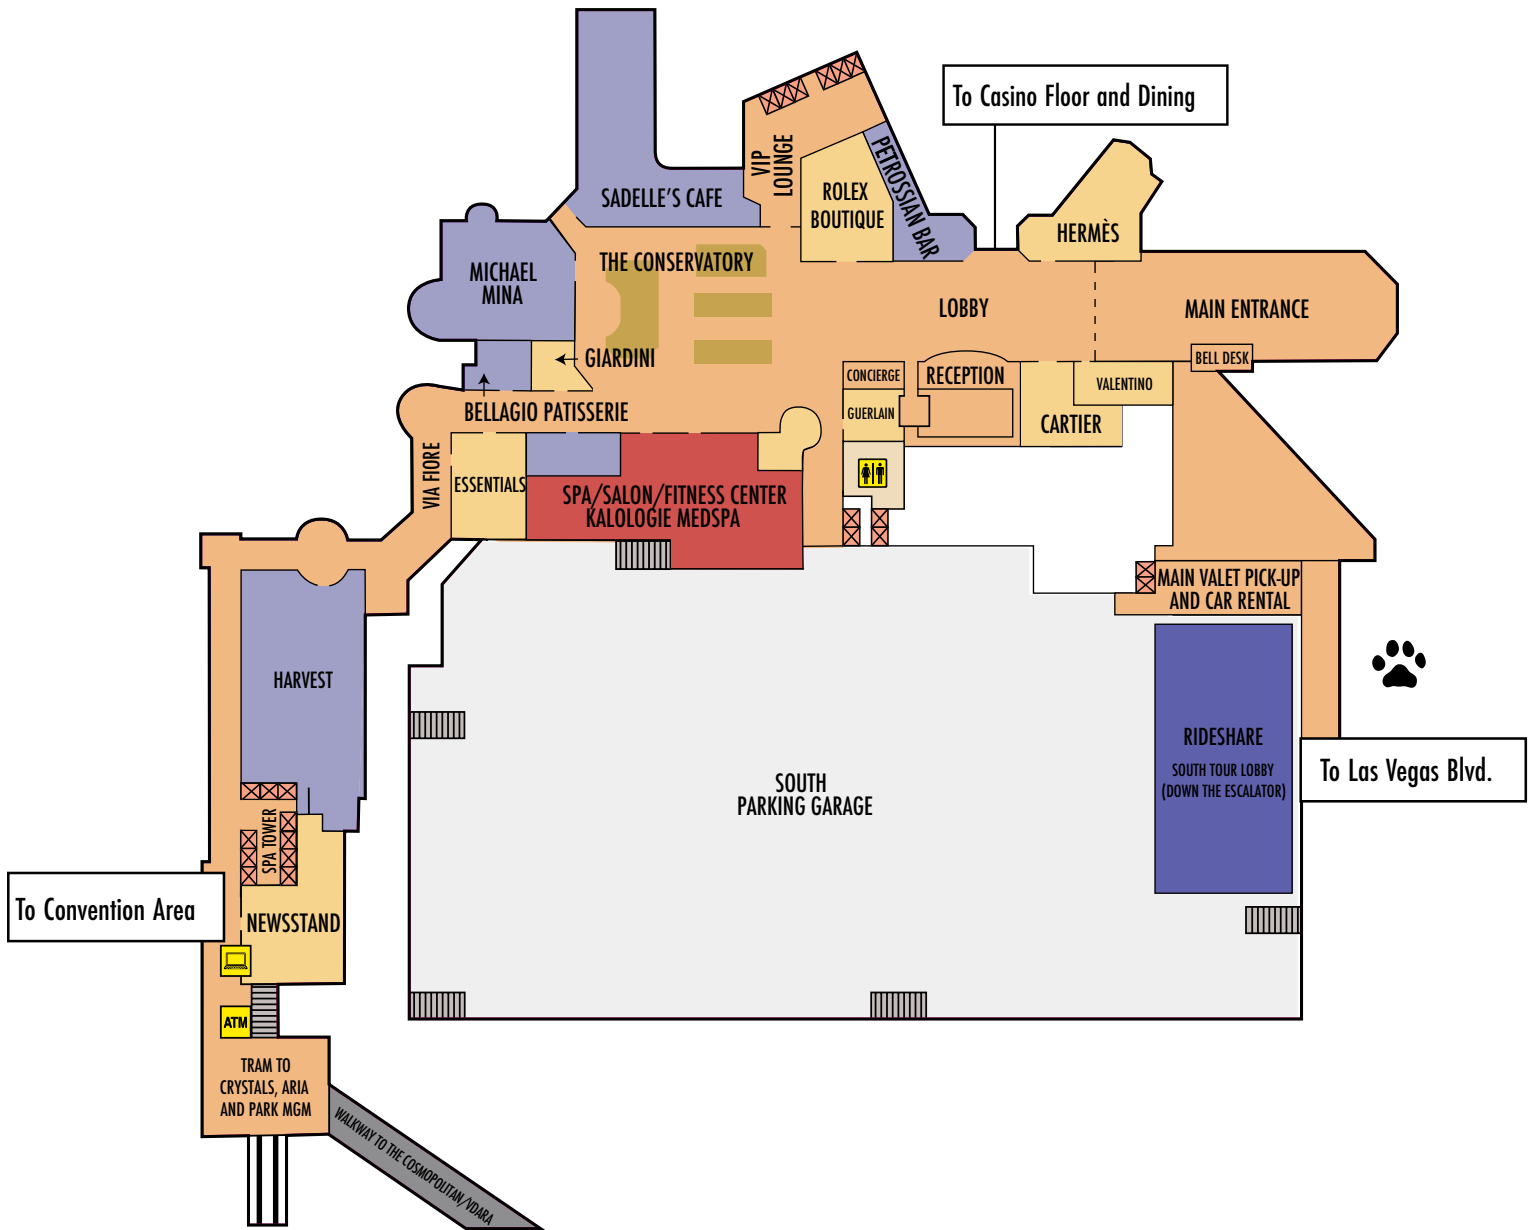 To Casino Floor and Dining
VIP
LOUNGE
PETROSSIAN BAR
SADELLE'S CAFE
ROLEX
BOUTIQUE
HERMÈS
THE CONSERVATORY
MICHAEL
MINA
LOBBY
MAIN ENTRANCE
GIARDINI
BELL DESK
CONCIERGE
RECEPTION
VALENTINO
BELLAGIO PATISSERIE
GUERLAIN
CARTIER
VIA FIORE
ESSENTIALS
SPA/SALON/FITNESS CENTER
KALOLOGIE MEDSPA
MAIN VALET PICK-UP
AND CAR RENTAL
HARVEST
RIDESHARE
SOUTH TOUR LOBBY
(DOWN THE ESCALATOR)
To Las Vegas Blvd.
SOUTH
PARKING GARAGE
SPA TOWER
To Convention Area
NEWSSTAND
ATM
TRAM TO
CRYSTALS, ARIA
AND PARK MGM
WALKWAY TO THE COSMOPOLITAN/VDARA